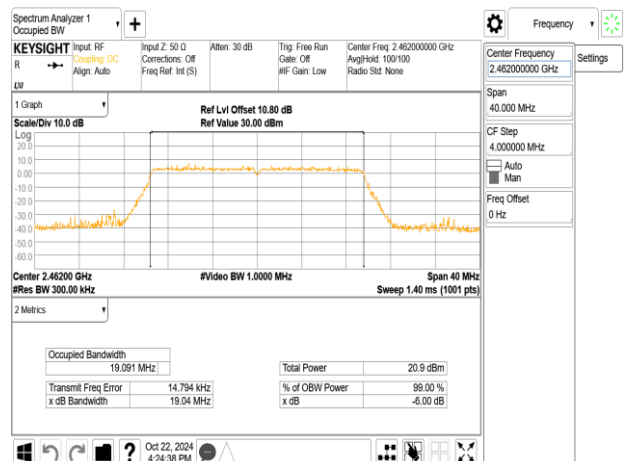 Spectrum Analyzer 1
Occupied BW
Frequency
KEYSIGHT Input: RF Input Z: 50 Ω Atten: 30 dB Trig: Free Run Center Freq: 2.462000000 GHz
R Coupling: DC Corrections: Off Gate: Off Avg|Hold: 100/100
Align: Auto Freq Ref: Int (S) #IF Gain: Low Radio Std: None
LXI
Center Frequency
2.462000000 GHz
Settings
Span
40.000 MHz
CF Step
4.000000 MHz
Auto
Man
Freq Offset
0 Hz
1 Graph
Ref Lvl Offset 10.80 dB
Scale/Div 10.0 dB Ref Value 30.00 dBm
Log
20.0
10.0
0.00
-10.0
-20.0
-30.0
-40.0
-50.0
-60.0
Center 2.46200 GHz #Video BW 1.0000 MHz Span 40 MHz
#Res BW 300.00 kHz Sweep 1.40 ms (1001 pts)
2 Metrics
Occupied Bandwidth
19.091 MHz
Total Power 20.9 dBm
Transmit Freq Error 14.794 kHz % of OBW Power 99.00 %
x dB Bandwidth 19.04 MHz x dB -6.00 dB
Oct 22, 2024
4:24:38 PM